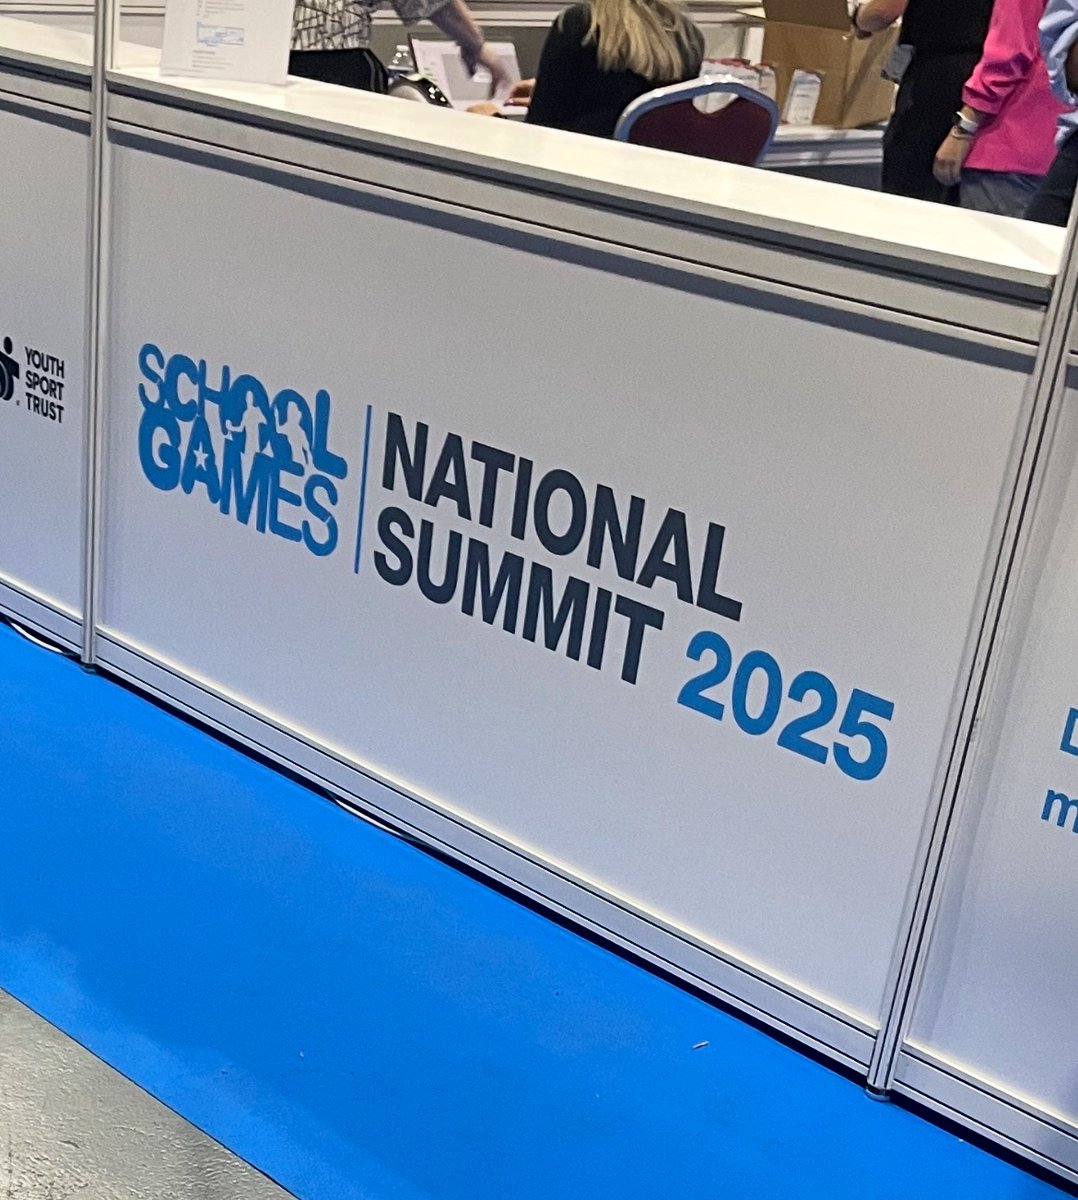 YOUTH
SPORT
TRUST
SCHOOL
GAMES
NATIONAL
SUMMIT 2025
m